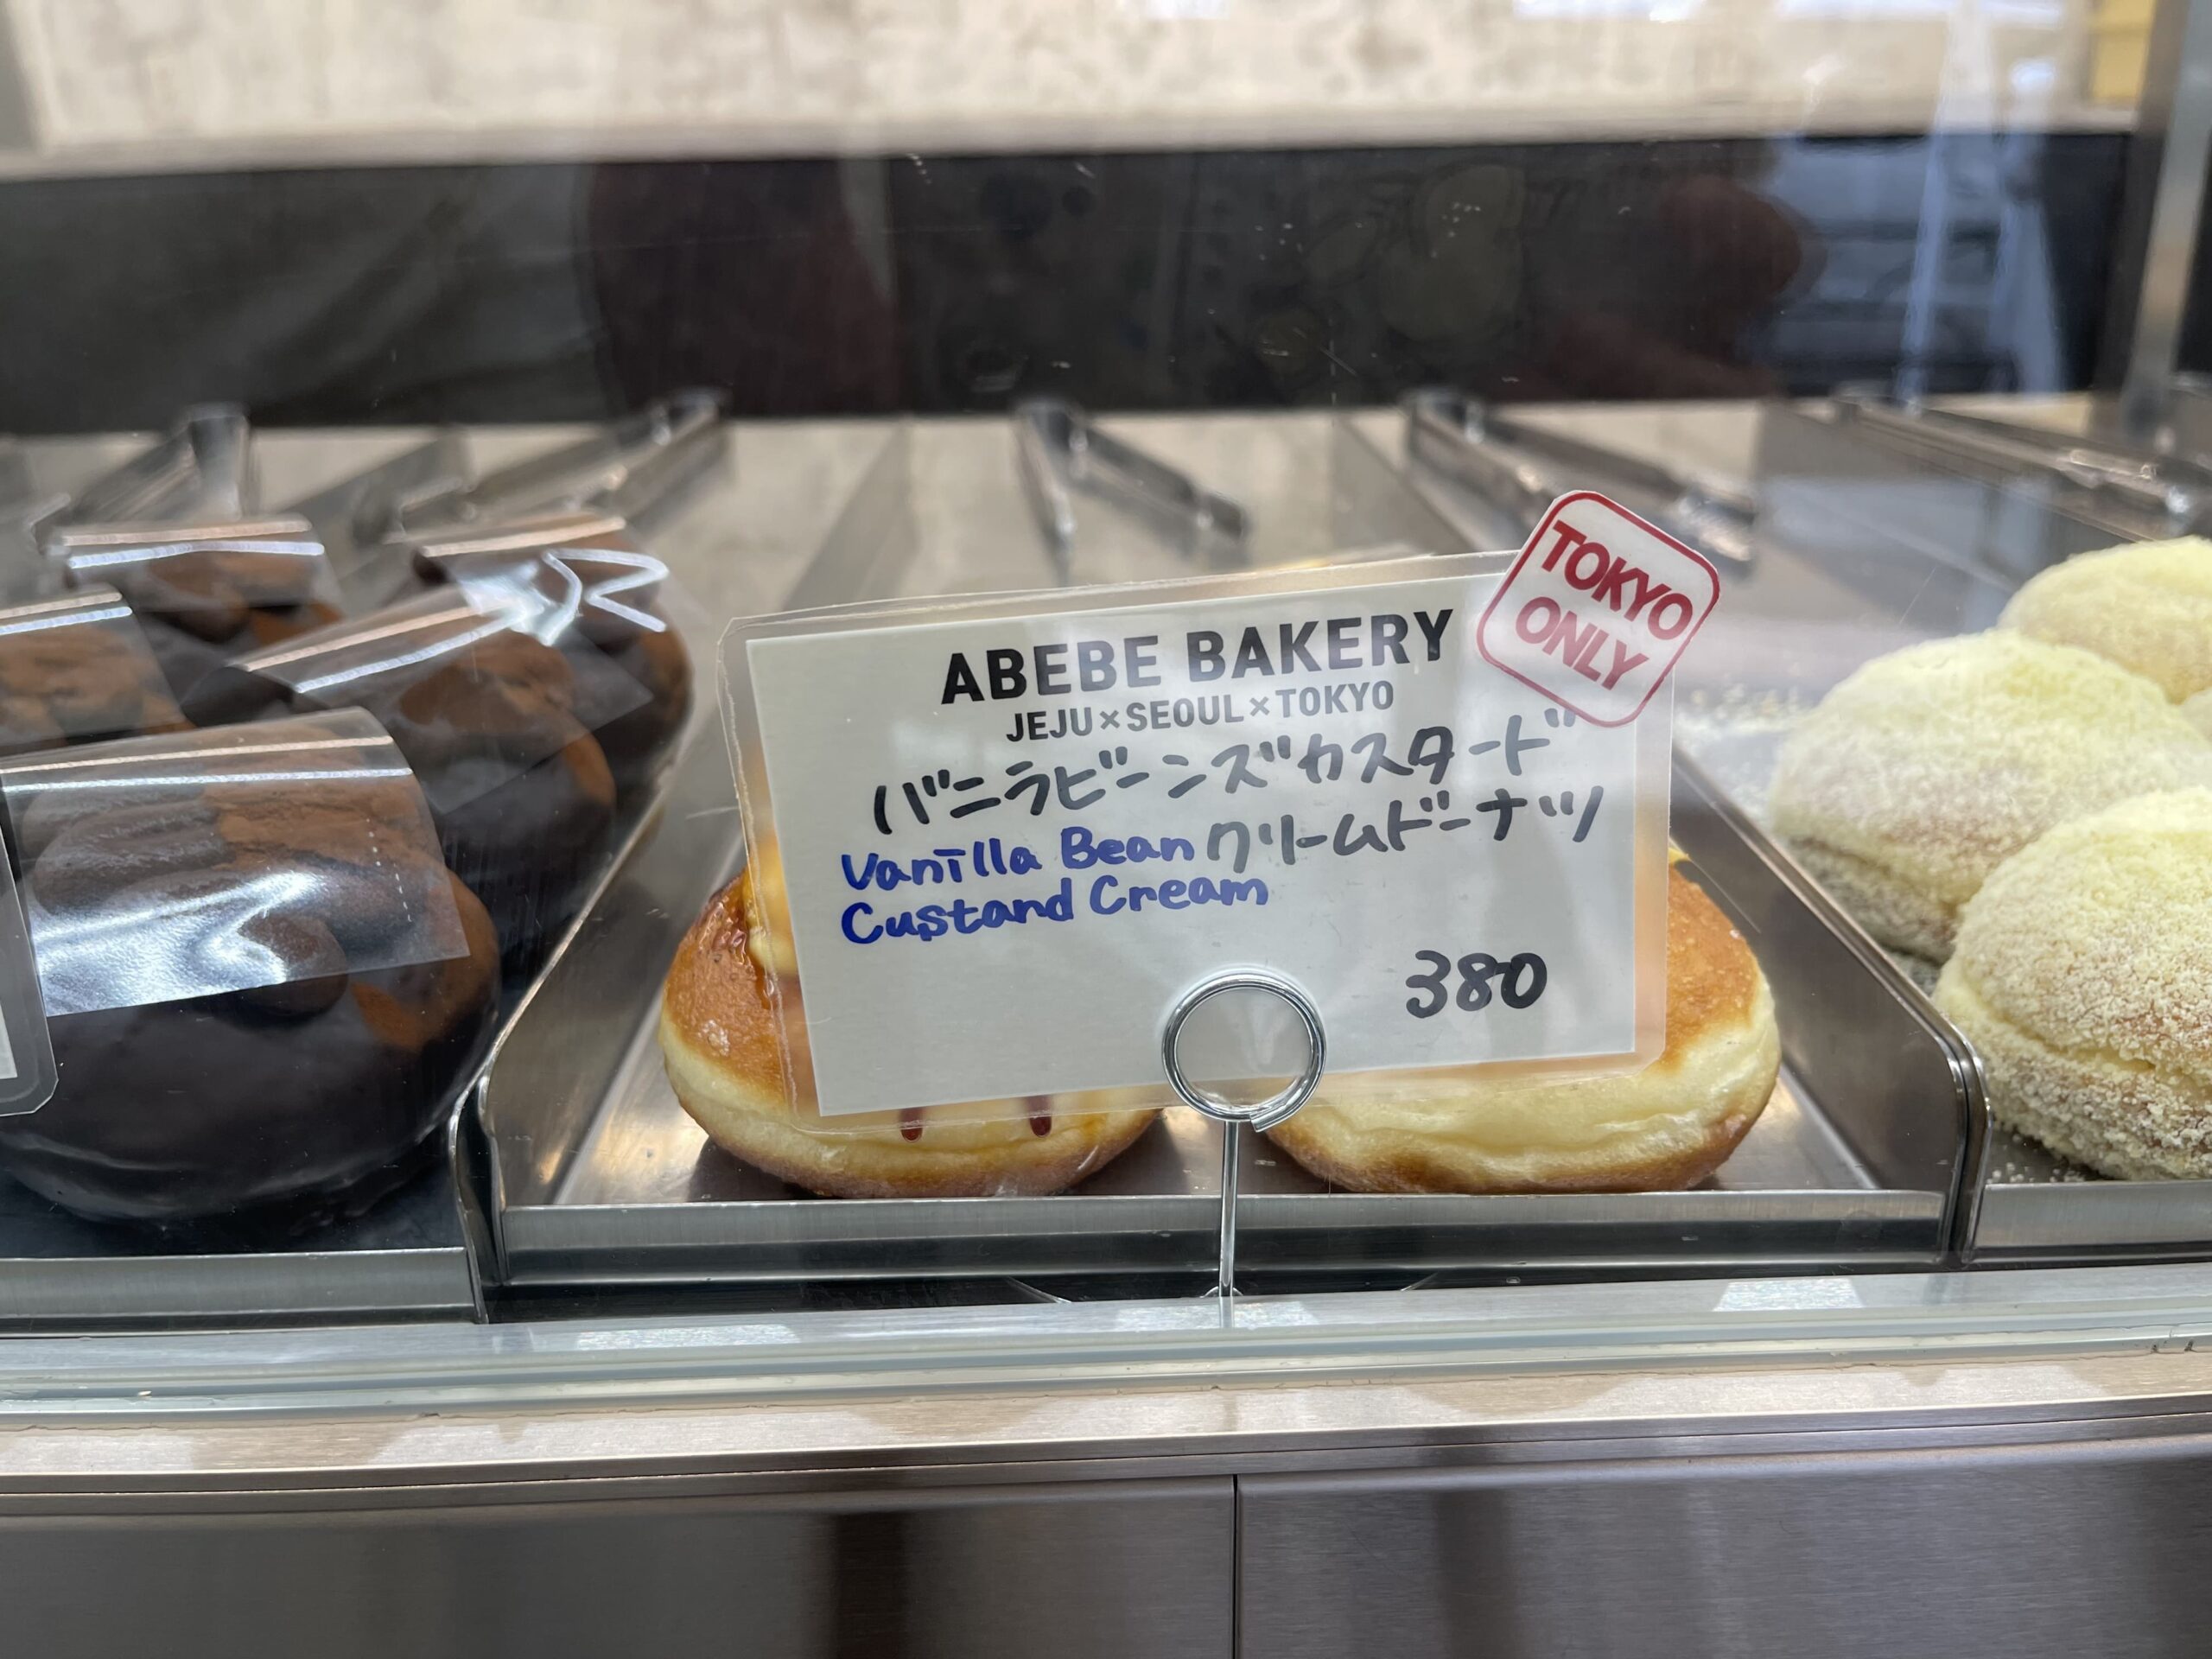 TOKYO
ONLY
ABEBE BAKERY
JEJU×SEOUL×TOKYO
バニラビーンズカスタード
クリームドーナツ
Vanilla Bean
Custand Cream
380